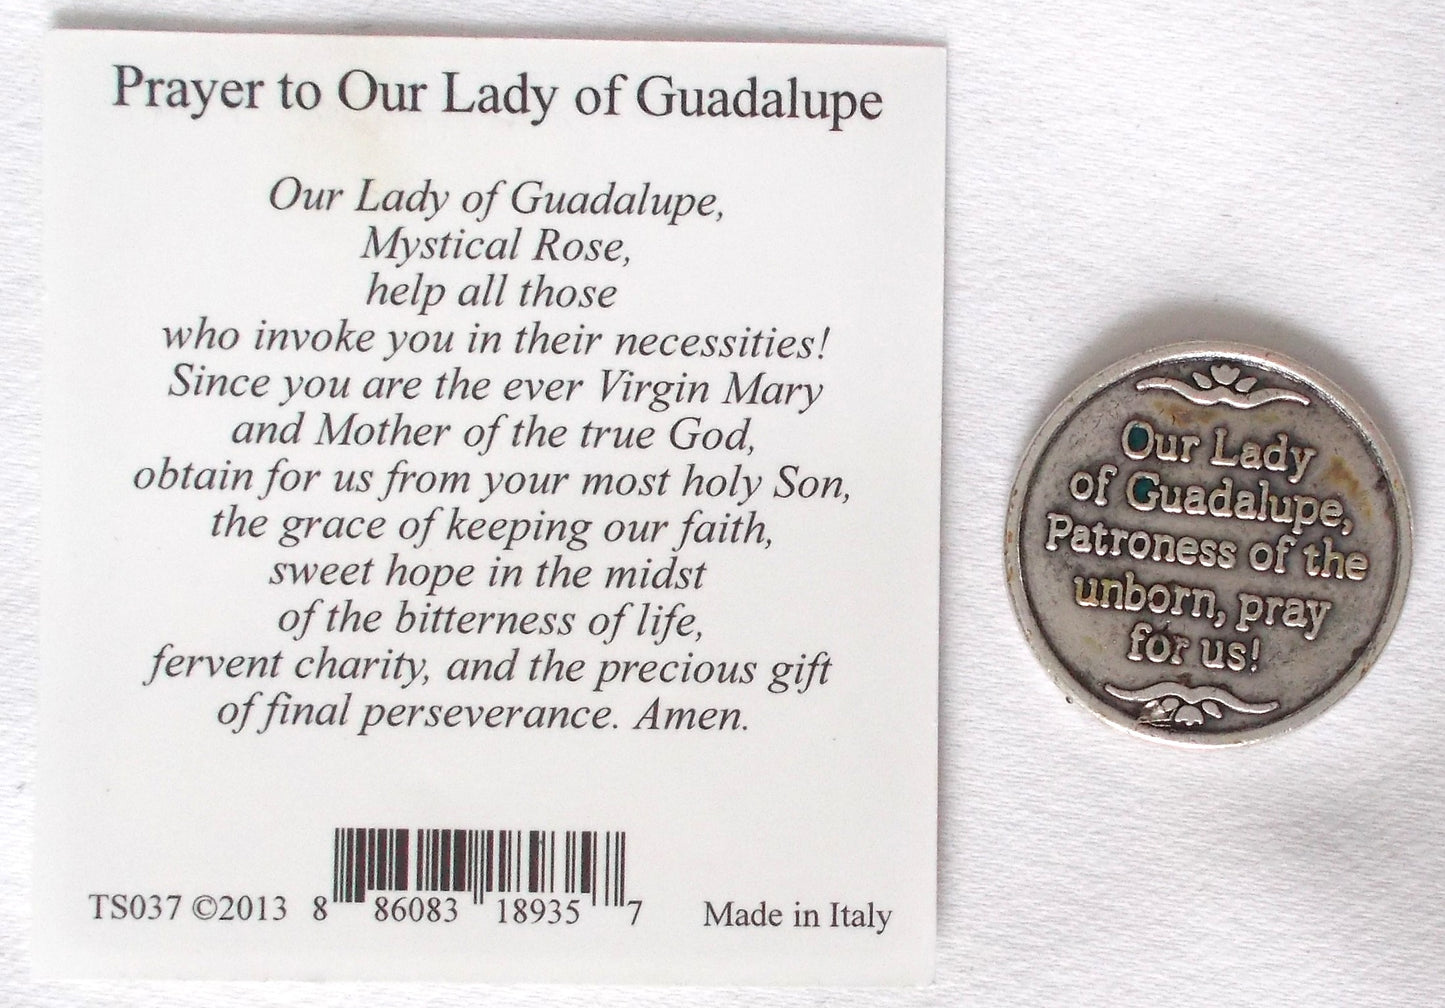 Prayer to Our Lady of Guadalupe
Our Lady of Guadalupe,
Mystical Rose,
help all those
who invoke you in their necessities!
Since you are the ever Virgin Mary
and Mother of the true God,
obtain for us from your most holy Son,
the grace of keeping our faith,
sweet hope in the midst
of the bitterness of life,
fervent charity, and the precious gift
of final perseverance. Amen.
TS037 ©2013 8 86083 18935 7 Made in Italy
Our Lady
of Guadalupe,
Patroness of the
unborn, pray
for us!